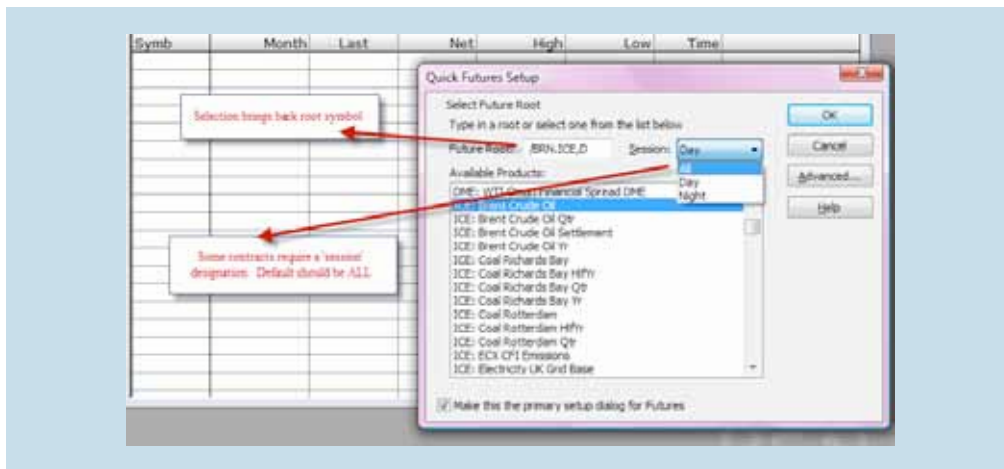 Symb Month Last Net High Low Time
Quick Futures Setup
Select Future Root
Type in a root or select one from the list below
Future Root: /BRN.ICE,D Session: Day
All
Day
Night
Available Products:
DME: WTI Financial Spread DME
ICE: Brent Crude Oil
ICE: Brent Crude Oil Qtr
ICE: Brent Crude Oil Settlement
ICE: Brent Crude Oil Yr
ICE: Coal Richards Bay
ICE: Coal Richards Bay HlfYr
ICE: Coal Richards Bay Qtr
ICE: Coal Richards Bay Yr
ICE: Coal Rotterdam
ICE: Coal Rotterdam HlfYr
ICE: Coal Rotterdam Qtr
ICE: ECX CFI Emissions
ICE: Electricity UK Grid Base
Make this the primary setup dialog for Futures
OK
Cancel
Advanced...
Help
Selection brings back root symbol
Some contracts require a 'session'
designation. Default should be ALL